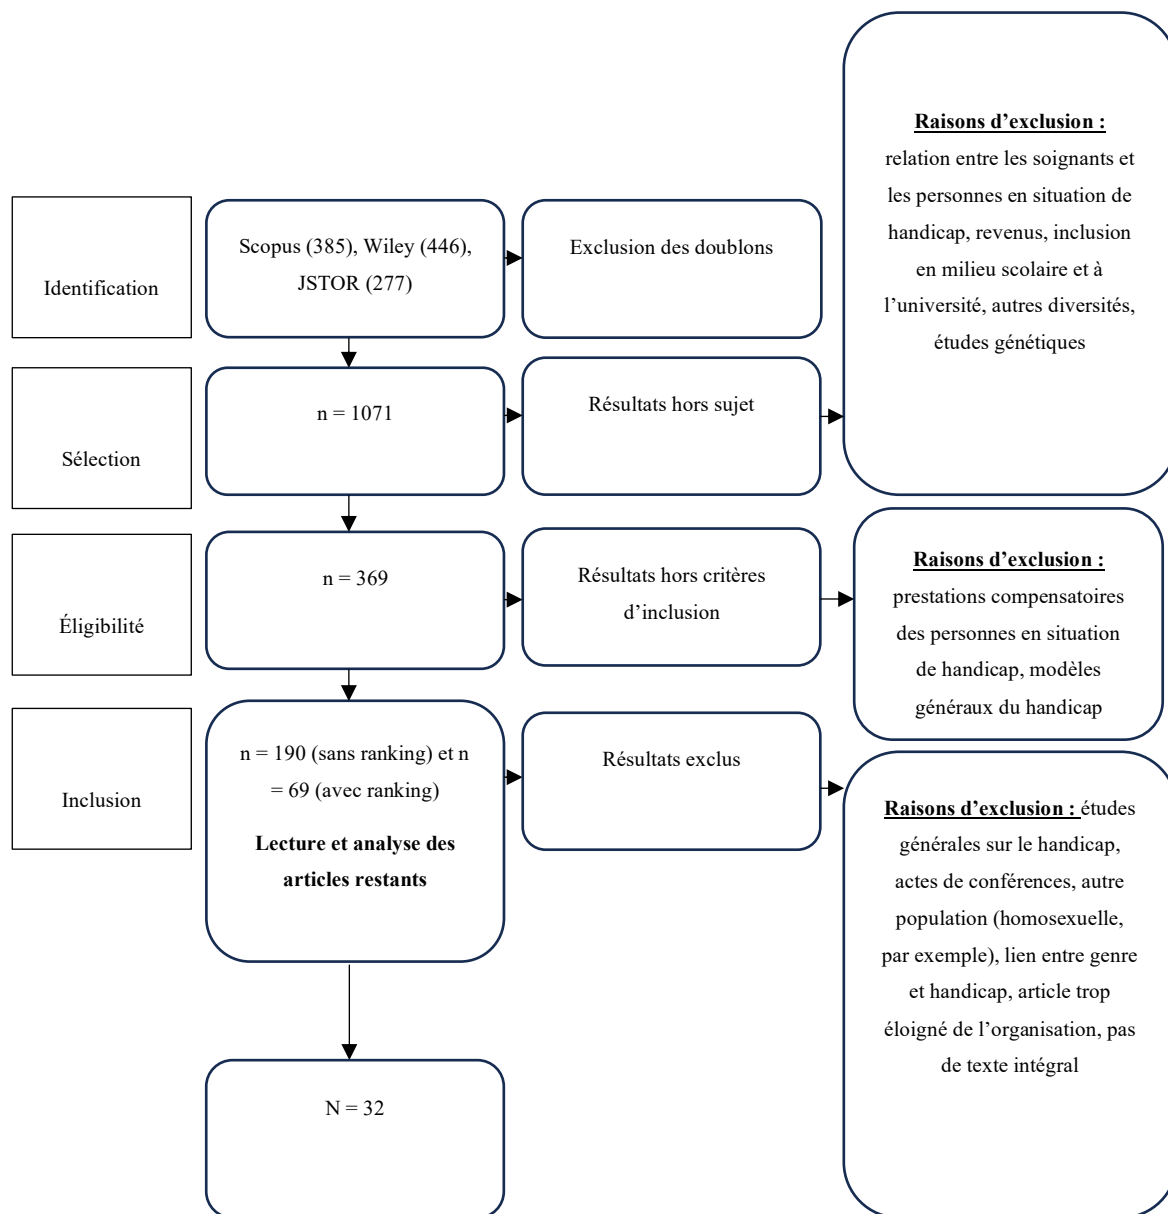 Identification
Scopus (385), Wiley (446),
JSTOR (277)
Exclusion des doublons
Raisons d’exclusion :
relation entre les soignants et
les personnes en situation de
handicap, revenus, inclusion
en milieu scolaire et à
l’université, autres diversités,
études génétiques
Sélection
n = 1071
Résultats hors sujet
Éligibilité
n = 369
Résultats hors critères
d’inclusion
Raisons d’exclusion :
prestations compensatoires
des personnes en situation
de handicap, modèles
généraux du handicap
Inclusion
n = 190 (sans ranking) et n
= 69 (avec ranking)
Lecture et analyse des
articles restants
Résultats exclus
Raisons d’exclusion : études
générales sur le handicap,
actes de conférences, autre
population (homosexuelle,
par exemple), lien entre genre
et handicap, article trop
éloigné de l’organisation, pas
de texte intégral
N = 32